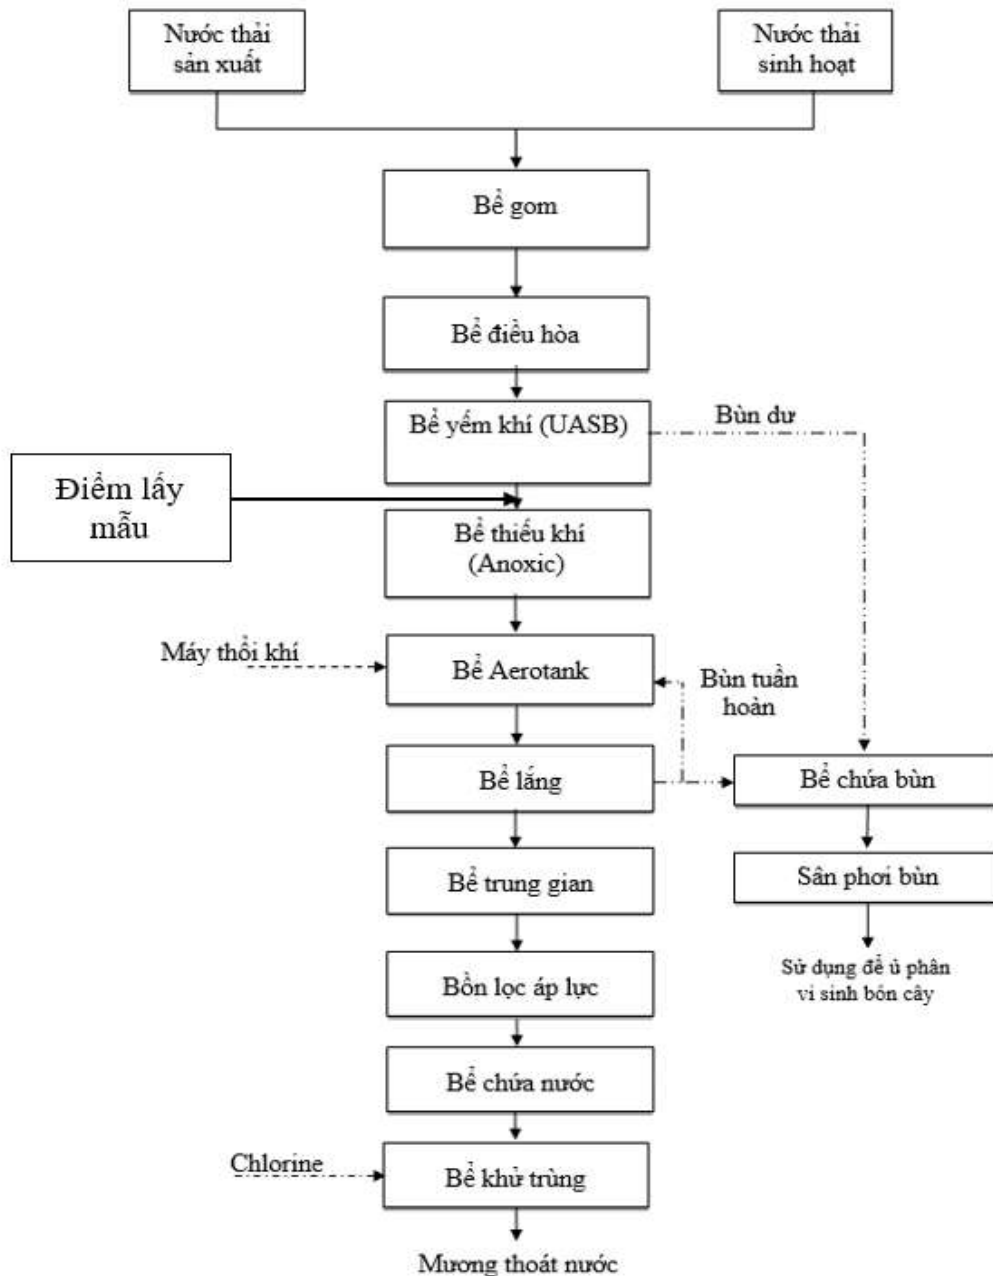 Nước thải
sản xuất
Nước thải
sinh hoạt
Bể gom
Bể điều hòa
Bể yếm khí (UASB)
Bùn dư
Điểm lấy
mẫu
Bể thiếu khí
(Anoxic)
Máy thổi khí
Bể Aerotank
Bùn tuần
hoàn
Bể lắng
Bể chứa bùn
Bể trung gian
Sân phơi bùn
Sử dụng để ủ phân
vi sinh bón cây
Bồn lọc áp lực
Bể chứa nước
Chlorine
Bể khử trùng
Mương thoát nước